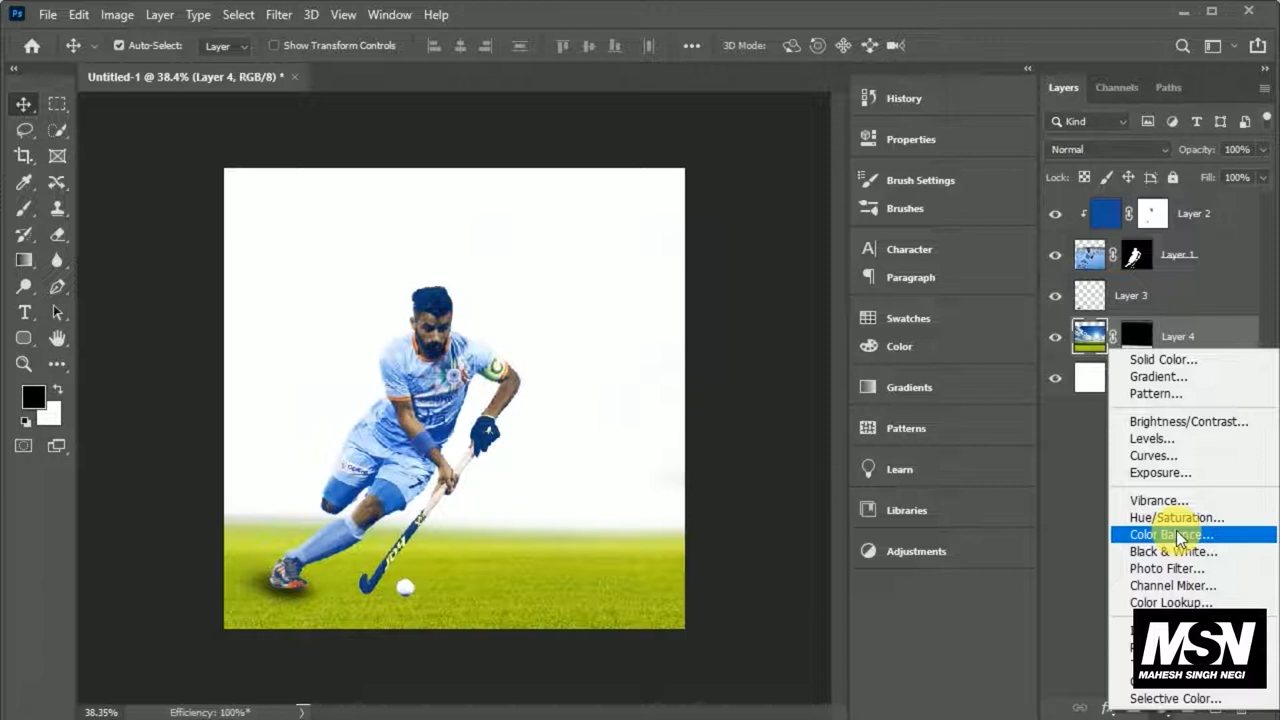 Ps File Edit Image Layer Type Select Filter 3D View Window Help
Auto-Select: Layer Show Transform Controls 3D Mode:
Untitled-1 @ 38.4% (Layer 4, RGB/8) *
History
Properties
Brush Settings
Brushes
Character
Paragraph
Swatches
Color
Gradients
Patterns
Learn
Libraries
Adjustments
Layers Channels Paths
Kind
Normal Opacity: 100%
Lock: Fill: 100%
Layer 2
Layer 1
Layer 3
Layer 4
Solid Color...
Gradient...
Pattern...
Brightness/Contrast...
Levels...
Curves...
Exposure...
Vibrance...
Hue/Saturation...
Color Balance...
Black & White...
Photo Filter...
Channel Mixer...
Color Lookup...
Selective Color...
MSN
MAHESH SINGH NEGI
7
38.35% Efficiency: 100%*